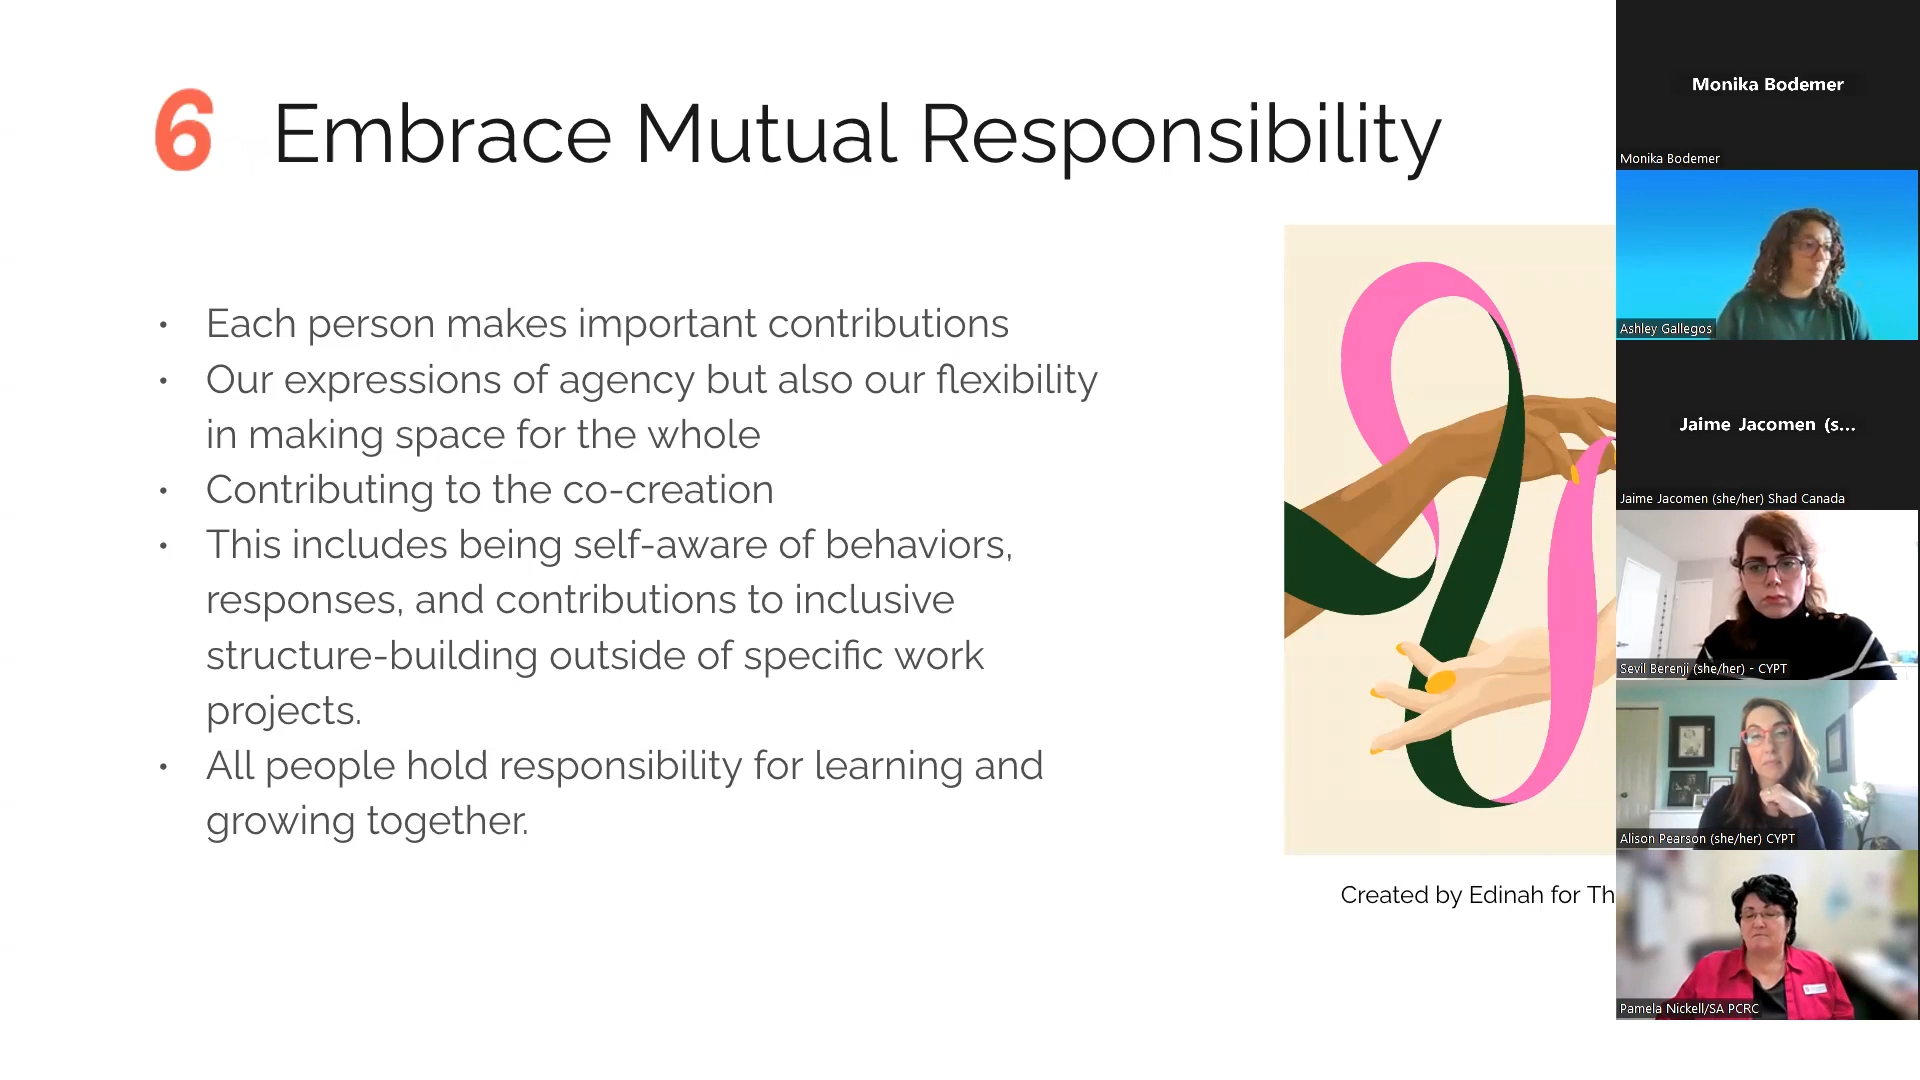 6 Embrace Mutual Responsibility
• Each person makes important contributions
• Our expressions of agency but also our flexibility
in making space for the whole
• Contributing to the co-creation
• This includes being self-aware of behaviors,
responses, and contributions to inclusive
structure-building outside of specific work
projects.
• All people hold responsibility for learning and
growing together.
Created by Edinah for Th
Monika Bodemer
Monika Bodemer
Ashley Gallegos
Jaime Jacomen (s...
Jaime Jacomen (she/her) Shad Canada
Sevil Berenji (she/her) - CYPT
Alison Pearson (she/her) CYPT
Pamela Nickell/SA PCRC